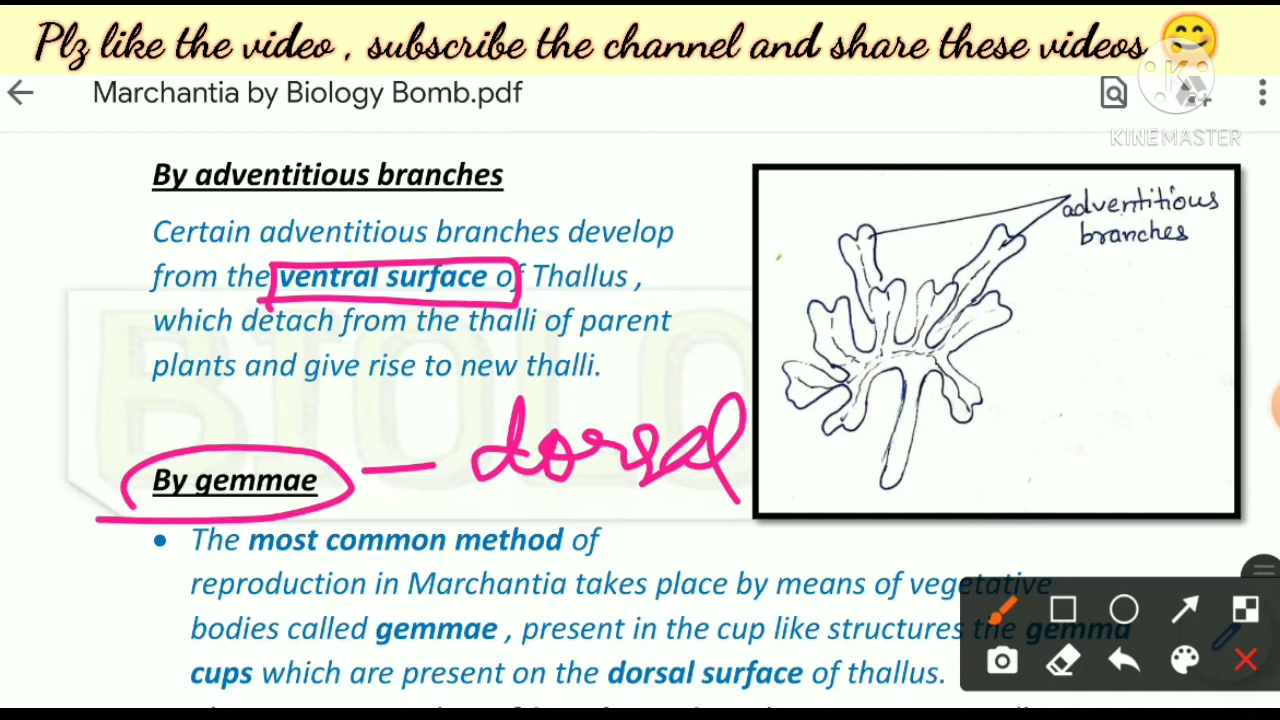 Plz like the video , subscribe the channel and share these videos 😊
Marchantia by Biology Bomb.pdf
KINEMASTER
By adventitious branches
Certain adventitious branches develop
from the ventral surface of Thallus ,
which detach from the thalli of parent
plants and give rise to new thalli.
adventitious
branches
BIOLO
By gemmae — dorsal
• The most common method of
reproduction in Marchantia takes place by means of vegetative
bodies called gemmae , present in the cup like structures the gemma
cups which are present on the dorsal surface of thallus.